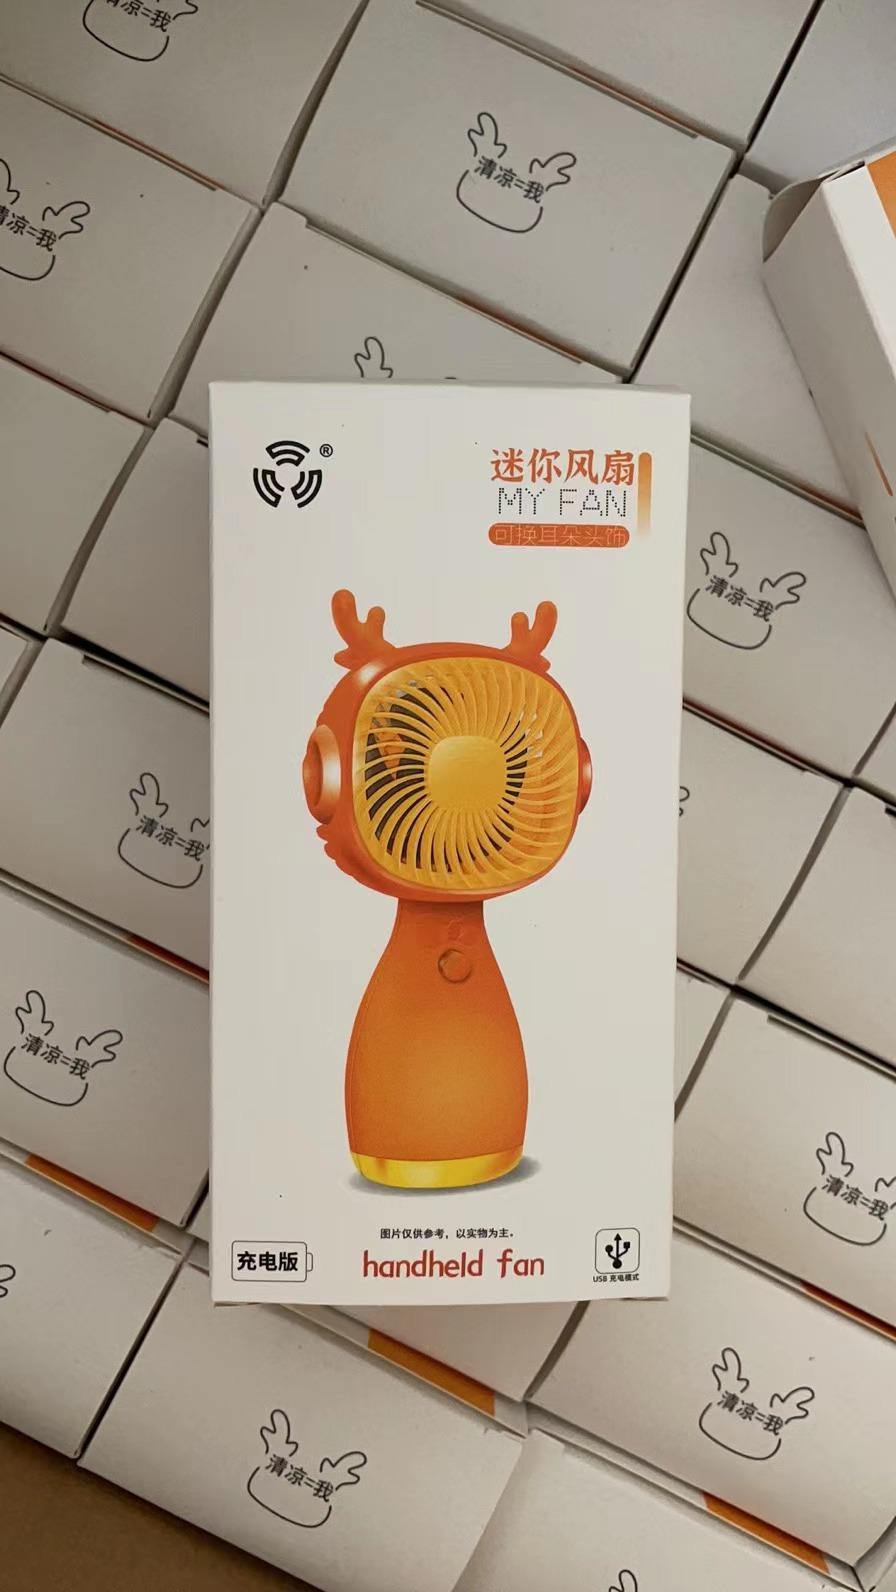 清凉=我
清凉=我
清凉=我
®
迷你风扇
MY FAN
可换耳朵头饰
清凉=我
清凉=我
清凉=我
清凉=我
图片仅供参考，以实物为主。
充电版
handheld fan
USB 充电模式
清凉=我
清凉=我